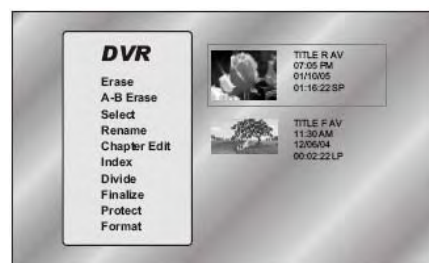 DVR
Erase
A-B Erase
Select
Rename
Chapter Edit
Index
Divide
Finalize
Protect
Format
TITLE R AV
07:05 PM
01/10/05
01:16:22 SP
TITLE F AV
11:30 AM
12/06/04
00:02:22 LP